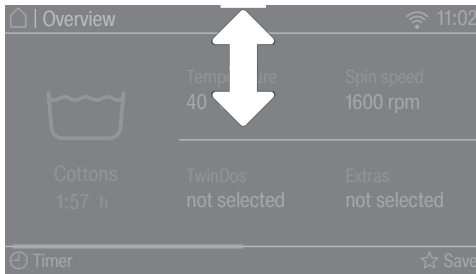 | Overview 11:02
Temperature Spin speed
40 1600 rpm
Cottons TwinDos Extras
1:57 h not selected not selected
Timer Save